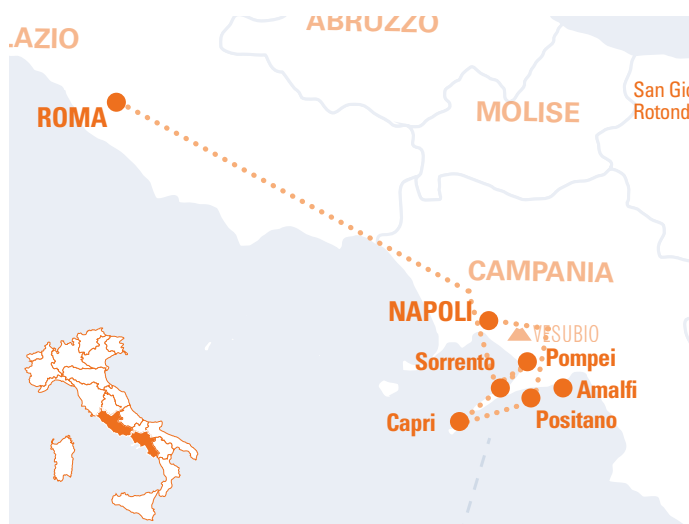 ABRUZZO
LAZIO
San Gio
Rotond
ROMA
MOLISE
CAMPANIA
NAPOLI
VESUBIO
Sorrento
Pompei
Amalfi
Capri
Positano